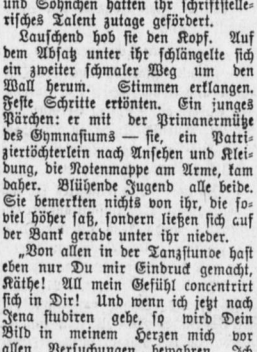 und Söhnchen hatten ihr schriftstelle-
risches Talent zutage gefördert.
Lauschend hob sie den Kopf. Auf
dem Absatz unter ihr schlängelte sich
ein zweiter schmaler Weg um den
Wall herum. Stimmen erklangen.
Feste Schritte ertönten. Ein junges
Pärchen: er mit der Primanermütze
des Gymnasiums — sie, ein Patri-
ziertöchterlein nach Ansehen und Klei-
dung, die Notenmappe am Arme, kam
daher. Blühende Jugend alle beide.
Sie bemerkten nichts von ihr, die so-
viel höher saß, sondern ließen sich auf
der Bank gerade unter ihr nieder.
„Von allen in der Tanzstunde hast
eben nur Du mir Eindruck gemacht,
Käthe! All mein Gefühl concentrirt
sich in Dir! Und wenn ich jetzt nach
Jena studiren gehe, so wird Dein
Bild in meinem Herzen mich vor
allen Versuchungen bewahren. Ich